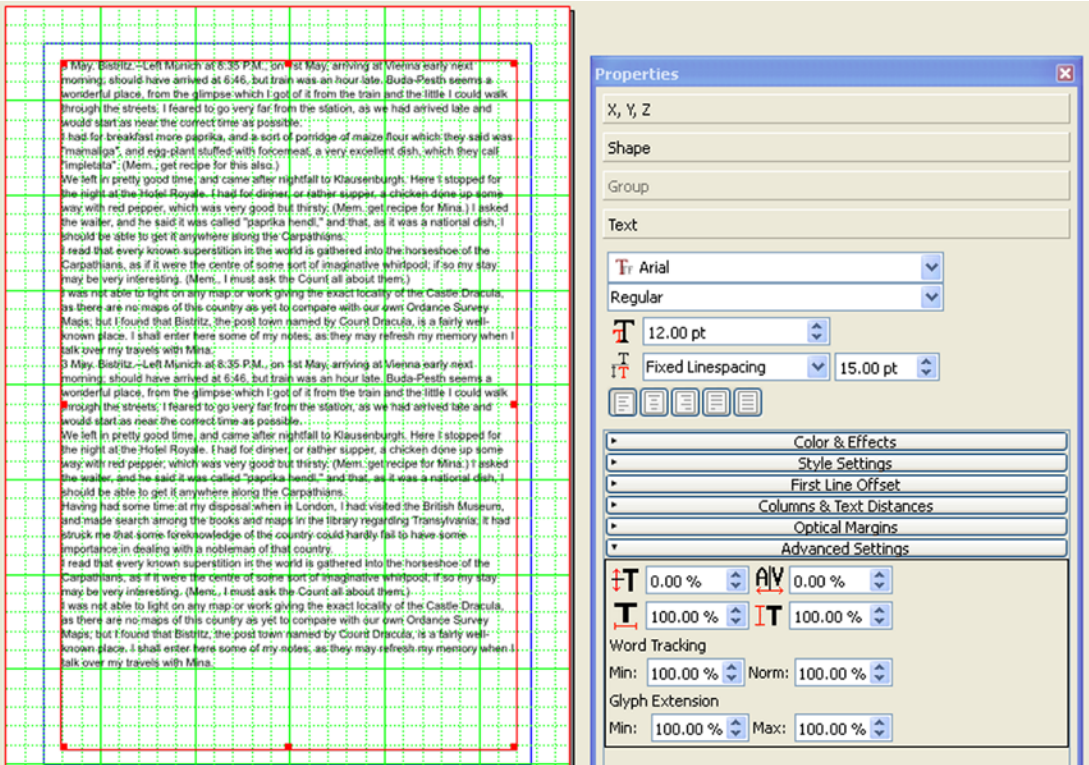 3 May. Bistritz.--Left Munich at 8:35 P.M., on 1st May, arriving at Vienna early next
morning; should have arrived at 6:46, but train was an hour late. Buda-Pesth seems a
wonderful place, from the glimpse which I got of it from the train and the little I could walk
through the streets. I feared to go very far from the station, as we had arrived late and
would start as near the correct time as possible.
I had for breakfast more paprika, and a sort of porridge of maize flour which they said was
"mamaliga", and egg-plant stuffed with forcemeat, a very excellent dish, which they call
"impletata". (Mem., get recipe for this also.)
We left in pretty good time, and came after nightfall to Klausenburgh. Here I stopped for
the night at the Hotel Royale. I had for dinner, or rather supper, a chicken done up some
way with red pepper, which was very good but thirsty. (Mem. get recipe for Mina.) I asked
the waiter, and he said it was called "paprika hendl," and that, as it was a national dish, I
should be able to get it anywhere along the Carpathians.
I read that every known superstition in the world is gathered into the horseshoe of the
Carpathians, as if it were the centre of some sort of imaginative whirlpool; if so my stay
may be very interesting. (Mem., I must ask the Count all about them.)
I was not able to light on any map or work giving the exact locality of the Castle Dracula,
as there are no maps of this country as yet to compare with our own Ordance Survey
Maps; but I found that Bistritz, the post town named by Count Dracula, is a fairly well-
known place. I shall enter here some of my notes, as they may refresh my memory when I
talk over my travels with Mina.
3 May. Bistritz.--Left Munich at 8:35 P.M., on 1st May, arriving at Vienna early next
morning; should have arrived at 6:46, but train was an hour late. Buda-Pesth seems a
wonderful place, from the glimpse which I got of it from the train and the little I could walk
through the streets. I feared to go very far from the station, as we had arrived late and
would start as near the correct time as possible.
We left in pretty good time, and came after nightfall to Klausenburgh. Here I stopped for
the night at the Hotel Royale. I had for dinner, or rather supper, a chicken done up some
way with red pepper, which was very good but thirsty. (Mem. get recipe for Mina.) I asked
the waiter, and he said it was called "paprika hendl," and that, as it was a national dish, I
should be able to get it anywhere along the Carpathians.
Having had some time at my disposal when in London, I had visited the British Museum,
and made search among the books and maps in the library regarding Transylvania; it had
struck me that some foreknowledge of the country could hardly fail to have some
importance in dealing with a nobleman of that country.
I read that every known superstition in the world is gathered into the horseshoe of the
Carpathians, as if it were the centre of some sort of imaginative whirlpool; if so my stay
may be very interesting. (Mem., I must ask the Count all about them.)
I was not able to light on any map or work giving the exact locality of the Castle Dracula,
as there are no maps of this country as yet to compare with our own Ordance Survey
Maps; but I found that Bistritz, the post town named by Count Dracula, is a fairly well-
known place. I shall enter here some of my notes, as they may refresh my memory when I
talk over my travels with Mina.
Properties
X, Y, Z
Shape
Group
Text
Arial
Regular
12.00 pt
Fixed Linespacing 15.00 pt
Color & Effects
Style Settings
First Line Offset
Columns & Text Distances
Optical Margins
Advanced Settings
0.00 % 0.00 %
100.00 % 100.00 %
Word Tracking
Min: 100.00 % Norm: 100.00 %
Glyph Extension
Min: 100.00 % Max: 100.00 %